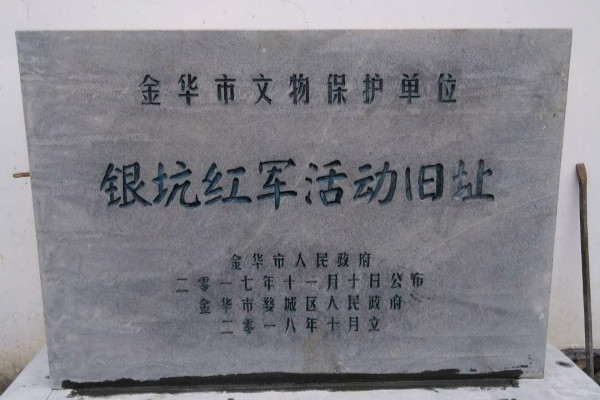 金华市文物保护单位
银坑红军活动旧址
金华市人民政府
二零一七年十一月十日公布
金华市婺城区人民政府
二零一八年十月立